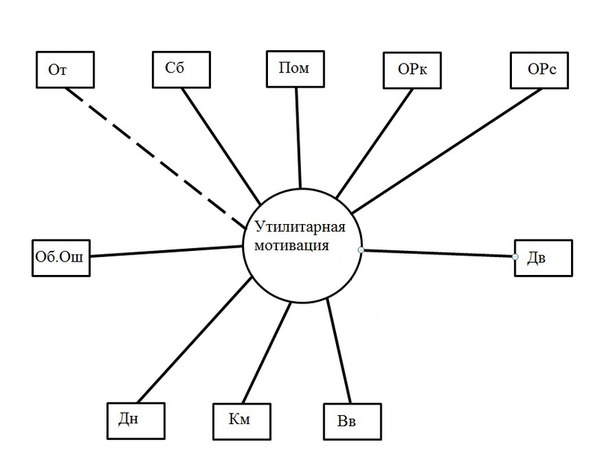 От
Сб
Пом
ОРк
ОРс
Утилитарная
мотивация
Об.Ош
Дв
Дн
Км
Вв